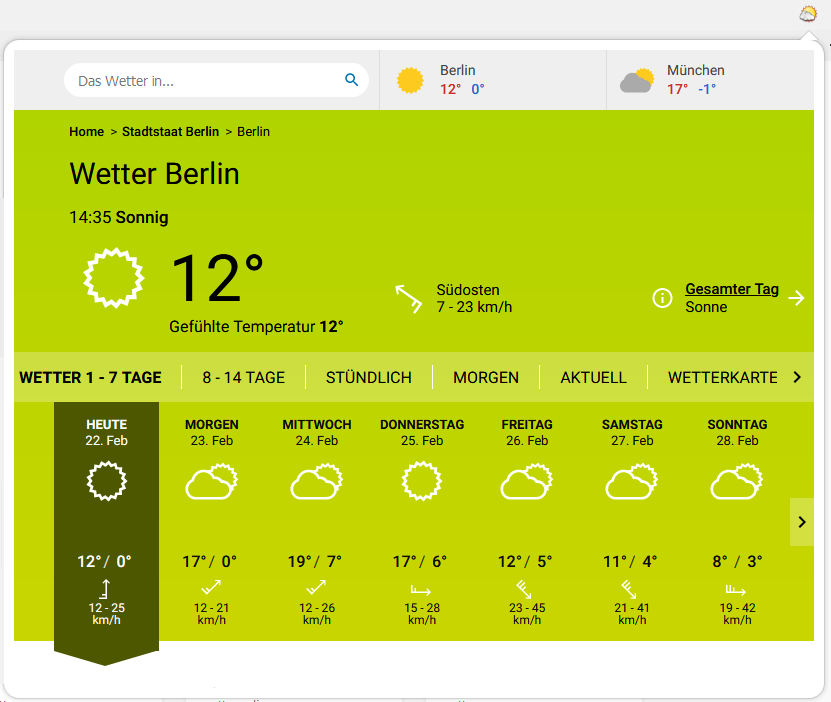 Das Wetter in...
Berlin
12° 0°
München
17° -1°
Home > Stadtstaat Berlin > Berlin
Wetter Berlin
14:35 Sonnig
12°
Gefühlte Temperatur 12°
Südosten
7 - 23 km/h
Gesamter Tag
Sonne
WETTER 1 - 7 TAGE
8 - 14 TAGE
STÜNDLICH
MORGEN
AKTUELL
WETTERKARTE
HEUTE
22. Feb
12°/ 0°
12 - 25
km/h
MORGEN
23. Feb
17°/ 0°
12 - 21
km/h
MITTWOCH
24. Feb
19°/ 7°
12 - 26
km/h
DONNERSTAG
25. Feb
17°/ 6°
15 - 28
km/h
FREITAG
26. Feb
12°/ 5°
23 - 45
km/h
SAMSTAG
27. Feb
11°/ 4°
21 - 41
km/h
SONNTAG
28. Feb
8° / 3°
19 - 42
km/h